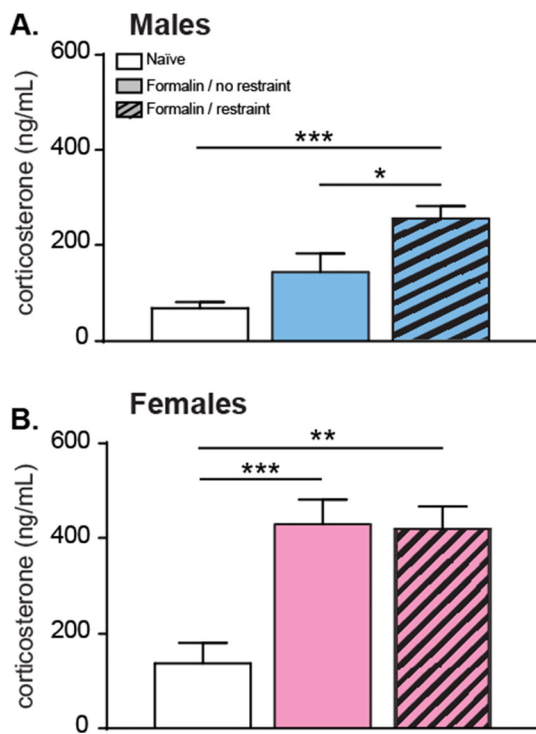 A.
Males
600
400
200
0
corticosterone (ng/mL)
Naïve
Formalin / no restraint
Formalin / restraint
***
*
B.
Females
600
400
200
0
corticosterone (ng/mL)
**
***